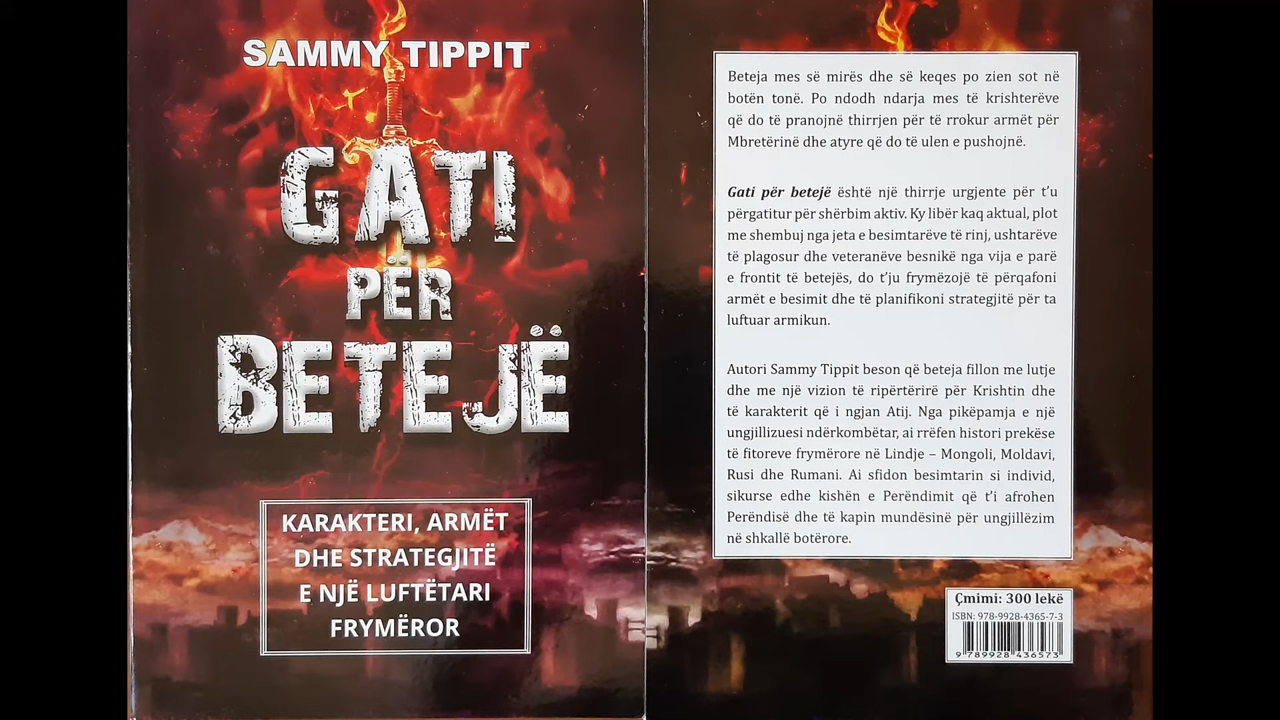 SAMMY TIPPIT
GATI
PËR
BETEJË
KARAKTERI, ARMËT
DHE STRATEGJITË
E NJË LUFTËTARI
FRYMËROR
Beteja mes së mirës dhe së keqes po zien sot në
botën tonë. Po ndodh ndarja mes të krishterëve
që do të pranojnë thirrjen për të rrokur armët për
Mbretërinë dhe atyre që do të ulen e pushojnë.
Gati për betejë është një thirrje urgjente për t’u
përgatitur për shërbim aktiv. Ky libër kaq aktual, plot
me shembuj nga jeta e besimtarëve të rinj, ushtarëve
të plagosur dhe veteranëve besnikë nga vija e parë
e frontit të betejës, do t’ju frymëzojë të përqafoni
armët e besimit dhe të planifikoni strategjitë për ta
luftuar armikun.
Autori Sammy Tippit beson që beteja fillon me lutje
dhe me një vizion të ripërtërirë për Krishtin dhe
të karakterit që i ngjan Atij. Nga pikëpamja e një
ungjillizuesi ndërkombëtar, ai rrëfen histori prekëse
të fitoreve frymërore në Lindje – Mongoli, Moldavi,
Rusi dhe Rumani. Ai sfidon besimtarin si individ,
sikurse edhe kishën e Perëndimit që t’i afrohen
Perëndisë dhe të kapin mundësinë për ungjillëzim
në shkallë botërore.
Çmimi: 300 lekë
ISBN: 978-9928-4365-7-3
9 789928 436573